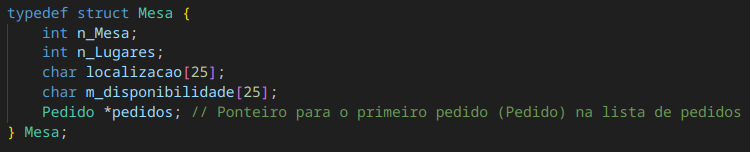 typedef struct Mesa {
    int n_Mesa;
    int n_Lugares;
    char localizacao[25];
    char m_disponibilidade[25];
    Pedido *pedidos; // Ponteiro para o primeiro pedido (Pedido) na lista de pedidos
} Mesa;